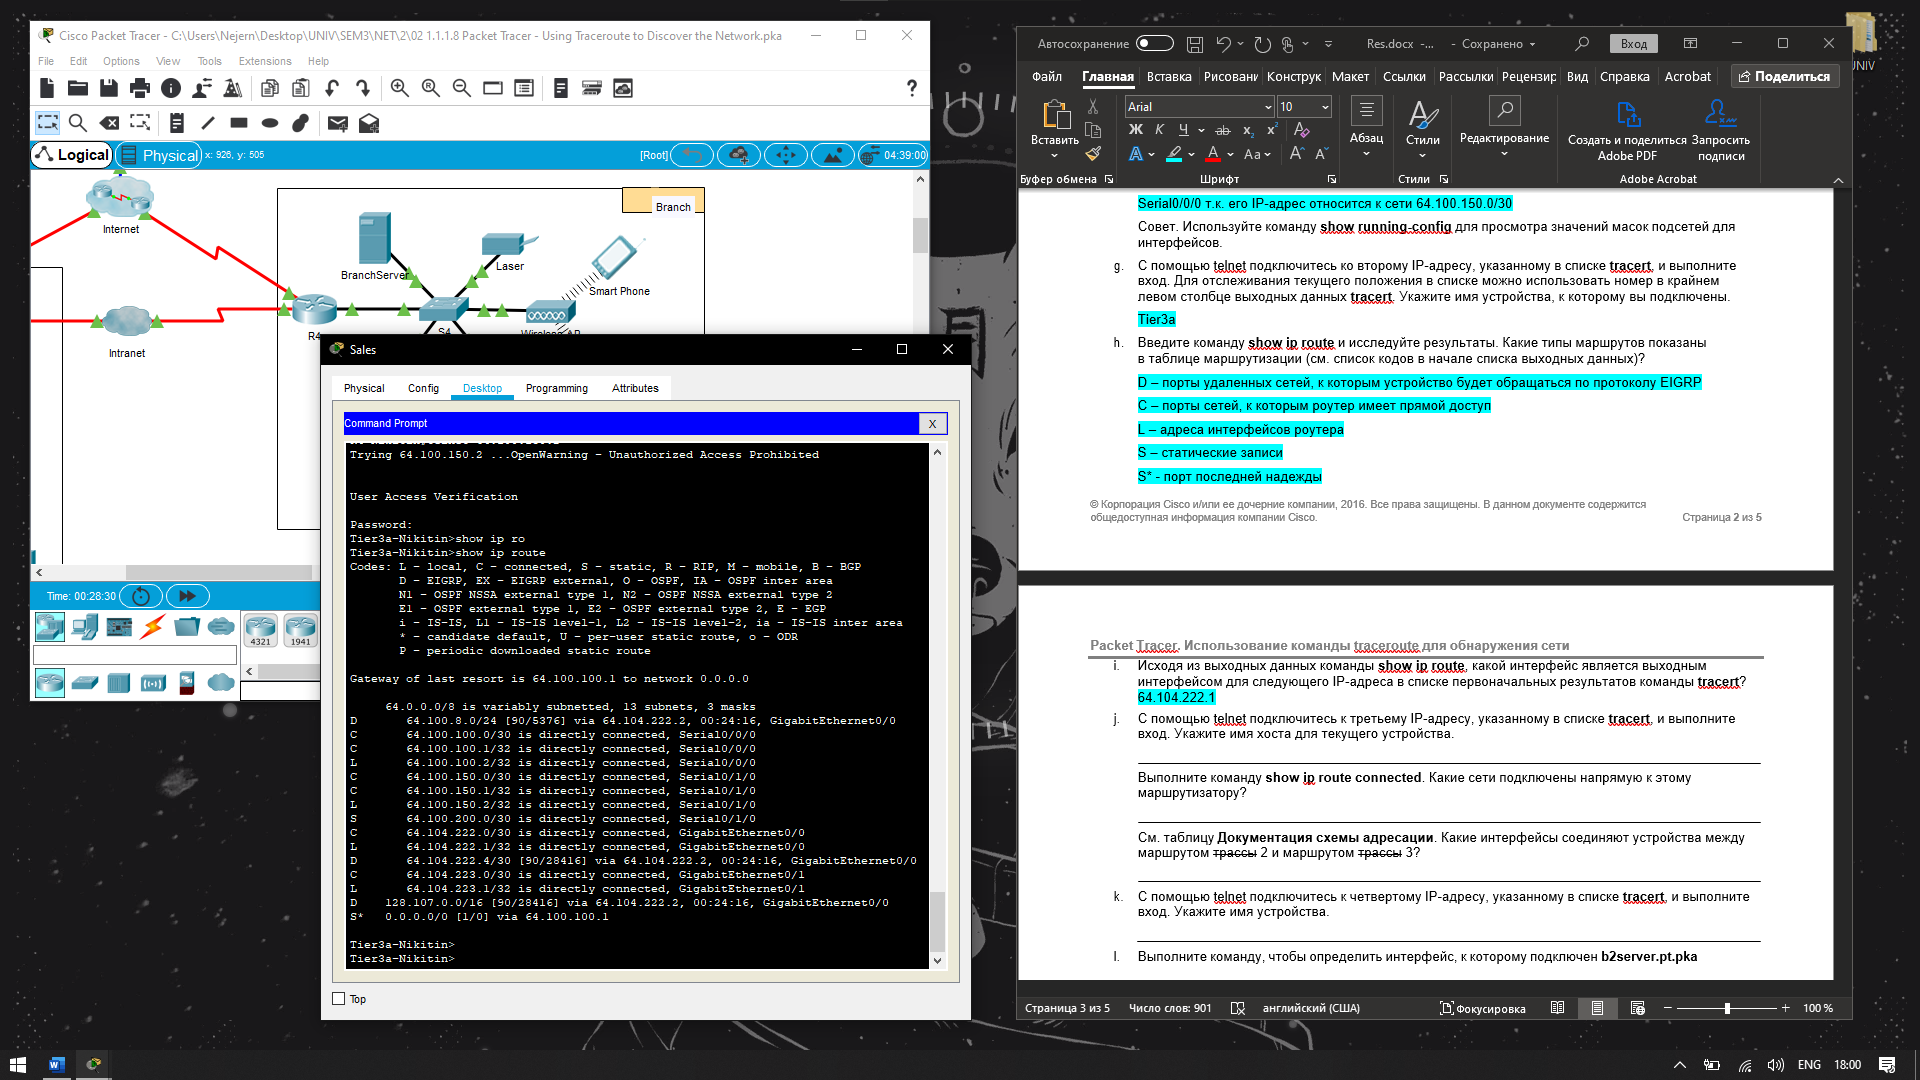 Cisco Packet Tracer - C:\Users\Nejern\Desktop\UNIV\SEM3\NET\2\02 1.1.1.8 Packet Tracer - Using Traceroute to Discover the Network.pka
File Edit Options View Tools Extensions Help
?
Logical Physical x: 926, y: 505 [Root] 04:39:00
Internet
Intranet
Branch
BranchServer
Laser
Smart Phone
R4
S4
Time: 00:28:30
4321 1941
Sales
Physical Config Desktop Programming Attributes
Command Prompt X
Trying 64.100.150.2 ...OpenWarning - Unauthorized Access Prohibited
User Access Verification
Password:
Tier3a-Nikitin>show ip ro
Tier3a-Nikitin>show ip route
Codes: L - local, C - connected, S - static, R - RIP, M - mobile, B - BGP
D - EIGRP, EX - EIGRP external, O - OSPF, IA - OSPF inter area
N1 - OSPF NSSA external type 1, N2 - OSPF NSSA external type 2
E1 - OSPF external type 1, E2 - OSPF external type 2, E - EGP
i - IS-IS, L1 - IS-IS level-1, L2 - IS-IS level-2, ia - IS-IS inter area
* - candidate default, U - per-user static route, o - ODR
P - periodic downloaded static route
Gateway of last resort is 64.100.100.1 to network 0.0.0.0
64.0.0.0/8 is variably subnetted, 13 subnets, 3 masks
D 64.100.8.0/24 [90/5376] via 64.104.222.2, 00:24:16, GigabitEthernet0/0
C 64.100.100.0/30 is directly connected, Serial0/0/0
C 64.100.100.1/32 is directly connected, Serial0/0/0
L 64.100.100.2/32 is directly connected, Serial0/0/0
C 64.100.150.0/30 is directly connected, Serial0/1/0
C 64.100.150.1/32 is directly connected, Serial0/1/0
L 64.100.150.2/32 is directly connected, Serial0/1/0
S 64.100.200.0/30 is directly connected, Serial0/1/0
C 64.104.222.0/30 is directly connected, GigabitEthernet0/0
L 64.104.222.1/32 is directly connected, GigabitEthernet0/0
D 64.104.222.4/30 [90/28416] via 64.104.222.2, 00:24:16, GigabitEthernet0/0
C 64.104.223.0/30 is directly connected, GigabitEthernet0/1
L 64.104.223.1/32 is directly connected, GigabitEthernet0/1
D 128.107.0.0/16 [90/28416] via 64.104.222.2, 00:24:16, GigabitEthernet0/0
S* 0.0.0.0/0 [1/0] via 64.100.100.1
Tier3a-Nikitin>
Tier3a-Nikitin>
Top
Автосохранение Res.docx -... - Сохранено Вход
Файл Главная Вставка Рисовани Конструк Макет Ссылки Рассылки Рецензир Вид Справка Acrobat Поделиться
Вставить
Буфер обмена
Arial 10
Ж К Ч ab x₂ x²
A A Aa A A
Шрифт
Абзац
Стили
Стили
Редактирование
Создать и поделиться Adobe PDF
Запросить подписи
Adobe Acrobat
Serial0/0/0 т.к. его IP-адрес относится к сети 64.100.150.0/30
Совет. Используйте команду show running-config для просмотра значений масок подсетей для
интерфейсов.
g. С помощью telnet подключитесь ко второму IP-адресу, указанному в списке tracert, и выполните
вход. Для отслеживания текущего положения в списке можно использовать номер в крайнем
левом столбце выходных данных tracert. Укажите имя устройства, к которому вы подключены.
Tier3a
h. Введите команду show ip route и исследуйте результаты. Какие типы маршрутов показаны
в таблице маршрутизации (см. список кодов в начале списка выходных данных)?
D – порты удаленных сетей, к которым устройство будет обращаться по протоколу EIGRP
C – порты сетей, к которым роутер имеет прямой доступ
L – адреса интерфейсов роутера
S – статические записи
S* - порт последней надежды
© Корпорация Cisco и/или ее дочерние компании, 2016. Все права защищены. В данном документе содержится
общедоступная информация компании Cisco. Страница 2 из 5
Packet Tracer. Использование команды traceroute для обнаружения сети
i. Исходя из выходных данных команды show ip route, какой интерфейс является выходным
интерфейсом для следующего IP-адреса в списке первоначальных результатов команды tracert?
64.104.222.1
j. С помощью telnet подключитесь к третьему IP-адресу, указанному в списке tracert, и выполните
вход. Укажите имя хоста для текущего устройства.
Выполните команду show ip route connected. Какие сети подключены напрямую к этому
маршрутизатору?
См. таблицу Документация схемы адресации. Какие интерфейсы соединяют устройства между
маршрутом трассы 2 и маршрутом трассы 3?
k. С помощью telnet подключитесь к четвертому IP-адресу, указанному в списке tracert, и выполните
вход. Укажите имя устройства.
l. Выполните команду, чтобы определить интерфейс, к которому подключен b2server.pt.pka
Страница 3 из 5 Число слов: 901 английский (США) Фокусировка 100 %
ENG 18:00